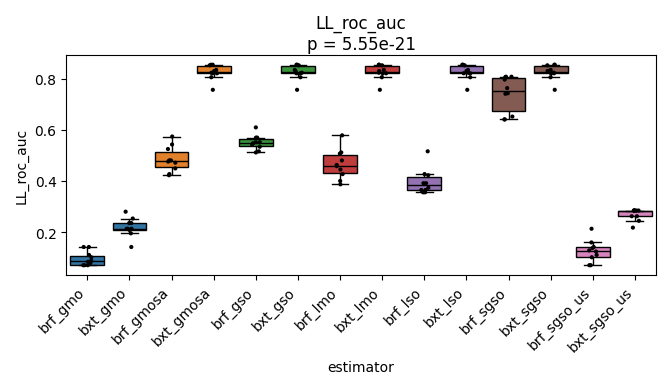 LL_roc_auc
p = 5.55e-21
LL_roc_auc
0.8
0.6
0.4
0.2
brf_gmo
bxt_gmo
brf_gmosa
bxt_gmosa
brf_gso
bxt_gso
brf_lmo
bxt_lmo
brf_lso
bxt_lso
brf_sgso
bxt_sgso
brf_sgso_us
bxt_sgso_us
estimator